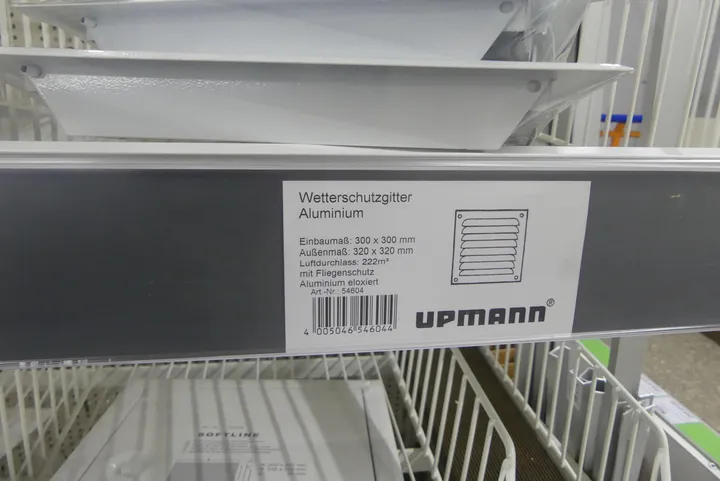 Wetterschutzgitter
Aluminium
Einbaumaß: 300 x 300 mm
Außenmaß: 320 x 320 mm
Luftdurchlass: 222m³
mit Fliegenschutz
Aluminium eloxiert
Art.-Nr.: 54604
4 005046 546044
UPMANN®
SOFTLINE